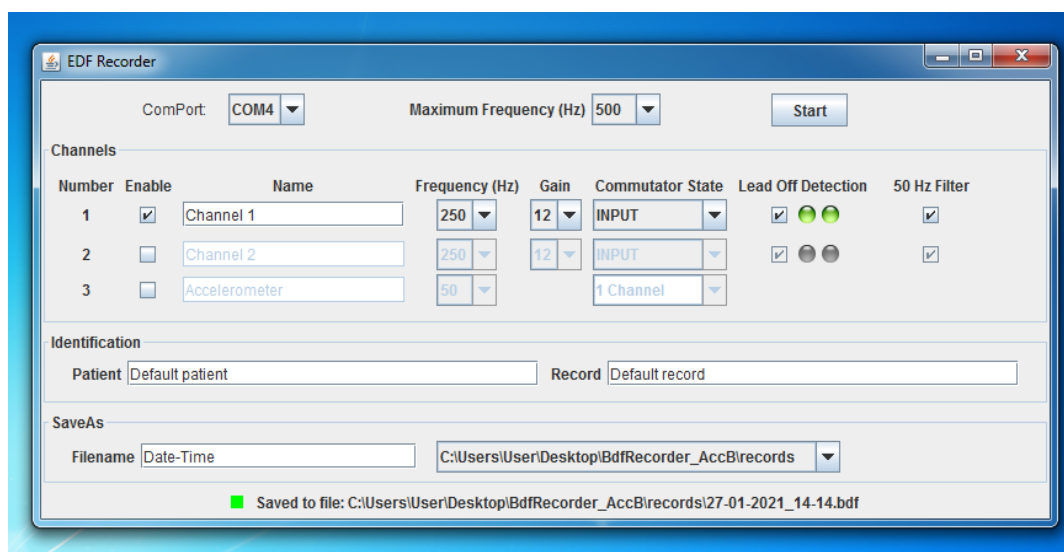 EDF Recorder
ComPort: COM4 Maximum Frequency (Hz) 500 Start
Channels
Number Enable Name Frequency (Hz) Gain Commutator State Lead Off Detection 50 Hz Filter
1 Channel 1 250 12 INPUT
2 Channel 2 250 12 INPUT
3 Accelerometer 50 1 Channel
Identification
Patient Default patient Record Default record
SaveAs
Filename Date-Time C:\Users\User\Desktop\BdfRecorder_AccB\records
Saved to file: C:\Users\User\Desktop\BdfRecorder_AccB\records\27-01-2021_14-14.bdf